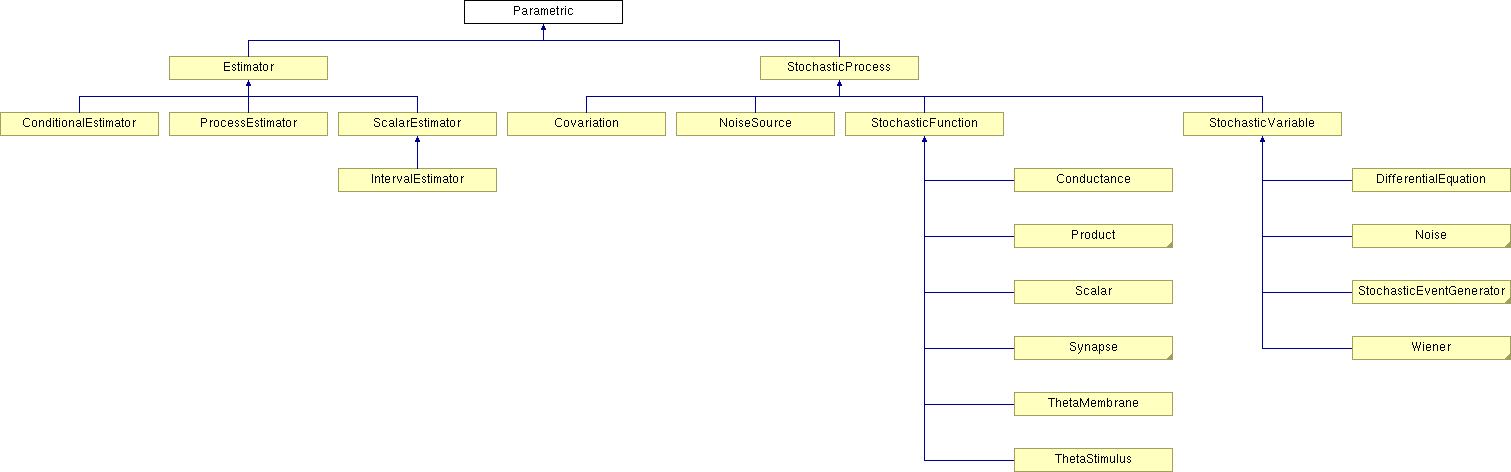 Parametric
Estimator
StochasticProcess
ConditionalEstimator
ProcessEstimator
ScalarEstimator
Covariation
NoiseSource
StochasticFunction
StochasticVariable
IntervalEstimator
Conductance
DifferentialEquation
Product
Noise
Scalar
StochasticEventGenerator
Synapse
Wiener
ThetaMembrane
ThetaStimulus